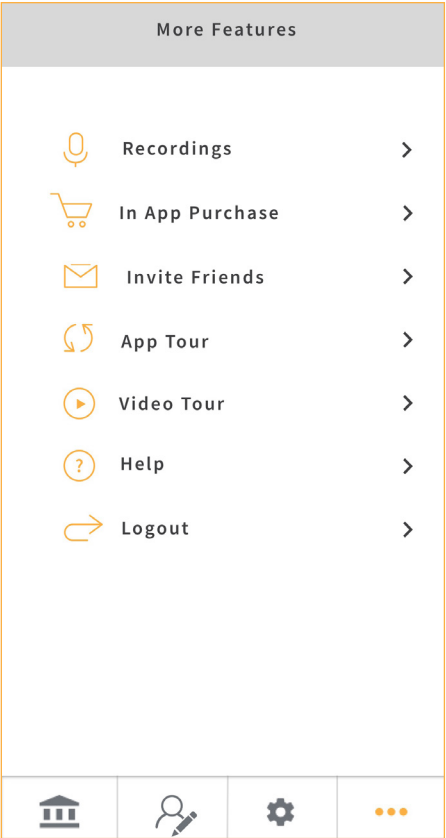 More Features
Recordings
In App Purchase
Invite Friends
App Tour
Video Tour
?
Help
Logout